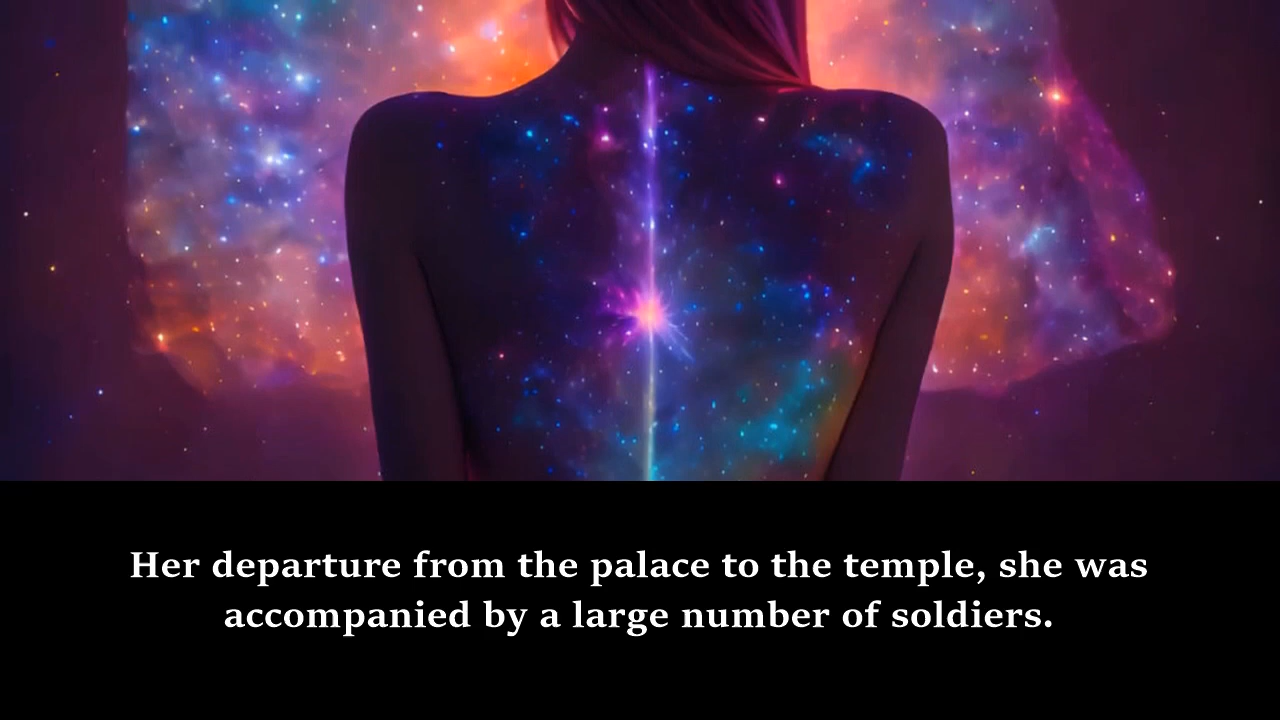 Her departure from the palace to the temple, she was
accompanied by a large number of soldiers.